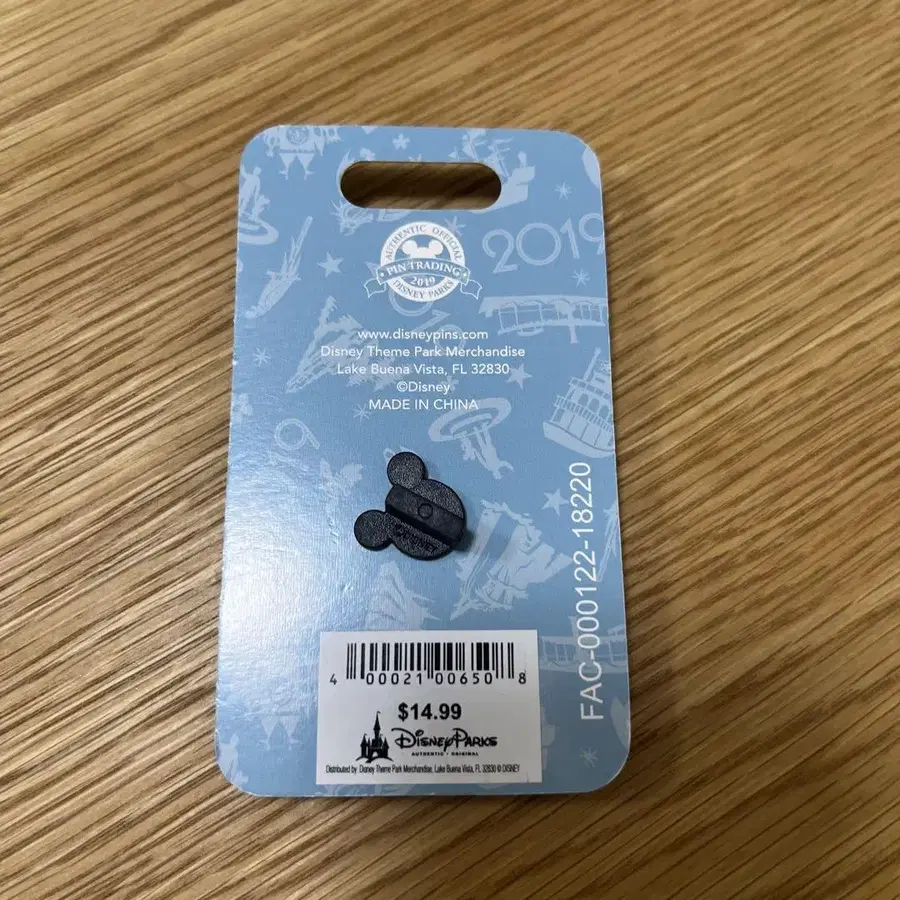 AUTHENTIC OFFICIAL
PIN TRADING
2019
DISNEY PARKS
2019
www.disneypins.com
Disney Theme Park Merchandise
Lake Buena Vista, FL 32830
©Disney
MADE IN CHINA
FAC-000122-18220
4 00021 00650 8
$14.99
Disney Parks
AUTHENTIC • ORIGINAL
Distributed by Disney Theme Park Merchandise, Lake Buena Vista, FL 32830 © DISNEY